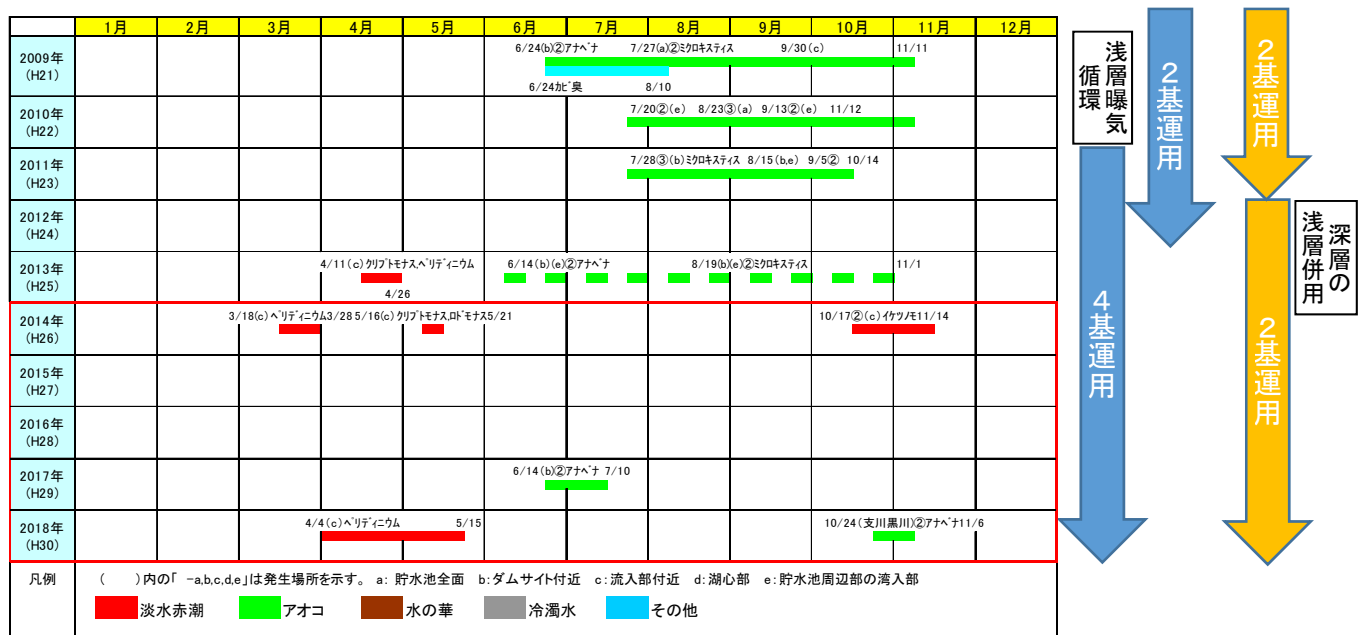 1月 2月 3月 4月 5月 6月 7月 8月 9月 10月 11月 12月
2009年
(H21)
6/24(b)②アナベナ 7/27(a)②ミクロキスティス 9/30(c) 11/11
6/24カビ臭 8/10
2010年
(H22)
7/20②(e) 8/23③(a) 9/13②(e) 11/12
2011年
(H23)
7/28③(b)ミクロキスティス 8/15(b,e) 9/5② 10/14
2012年
(H24)
2013年
(H25)
4/11(c)クリプトモナス,ペリディニウム 6/14(b)(e)②アナベナ 8/19(b)(e)②ミクロキスティス 11/1
4/26
2014年
(H26)
3/18(c)ペリディニウム3/28 5/16(c)クリプトモナス,ロドモナス5/21 10/17②(c)イケツノモ11/14
2015年
(H27)
2016年
(H28)
2017年
(H29)
6/14(b)②アナベナ 7/10
2018年
(H30)
4/4(c)ペリディニウム 5/15 10/24(支川黒川)②アナベナ11/6
凡例 ( )内の「 -a,b,c,d,e」は発生場所を示す。 a: 貯水池全面 b:ダムサイト付近 c:流入部付近 d:湖心部 e:貯水池周辺部の湾入部
淡水赤潮 アオコ 水の華 冷濁水 その他
浅層曝気
循環
2基運用
4基運用
2基運用
深層の
浅層併用
2基運用